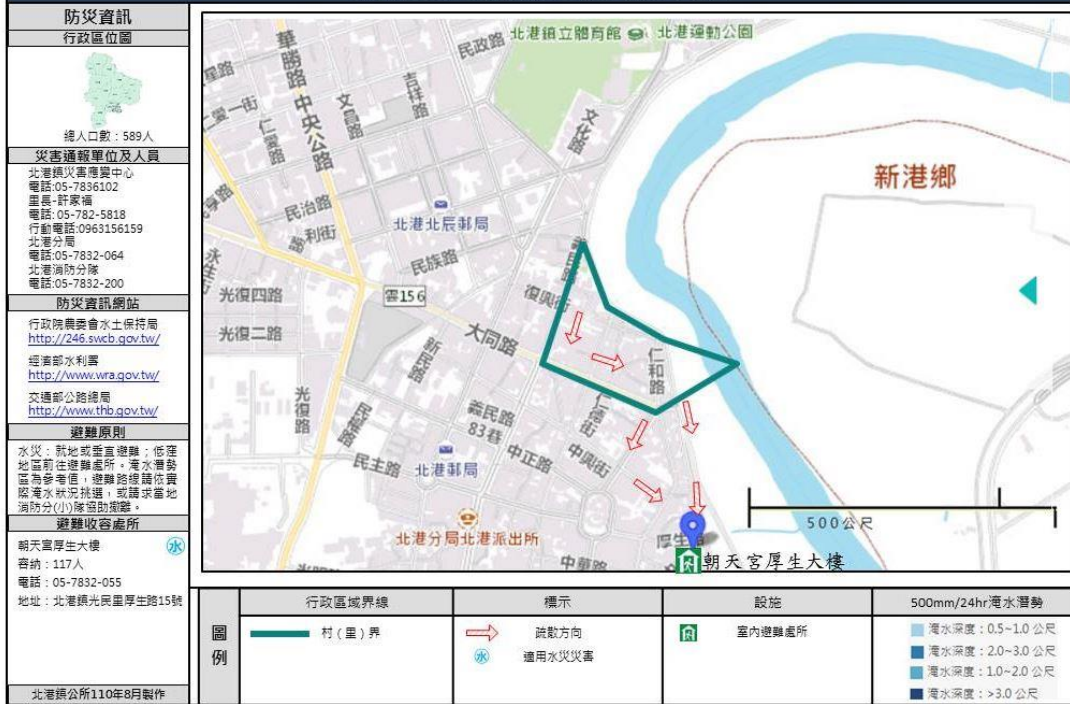 防災資訊
行政區位圖
總人口數：589人
災害通報單位及人員
北港鎮災害應變中心
電話:05-7836102
里長-許家福
電話:05-782-5818
行動電話:0963156159
北港分局
電話:05-7832-064
北港消防分隊
電話:05-7832-200
防災資訊網站
行政院農委會水土保持局
http://246.swcb.gov.tw/
經濟部水利署
http://www.wra.gov.tw/
交通部公路總局
http://www.thb.gov.tw/
避難原則
水災：就地或垂直避難；低窪
地區前往避難處所。淹水潛勢
區為參考值，避難路線請依實
際淹水狀況挑選，或請求當地
消防分(小)隊協助撤離。
避難收容處所
朝天宮厚生大樓
水
容納：117人
電話：05-7832-055
地址：北港鎮光民里厚生路15號
北港鎮公所110年8月製作
北港鎮立體育館
北港運動公園
民政路
華勝路
中央公路
文昌路
吉祥路
仁愛一街
仁愛路
文化路
新港鄉
民治路
北港北辰郵局
利街
民族路
義民路
永生街
光復四路
雲156
復興街
光復二路
大同路
仁和路
新民路
光復路
民權路
義民路
83巷
仁德街
中興街
中正路
民主路
北港郵局
北港分局北港派出所
中華路
厚生路
朝天宮厚生大樓
500公尺
圖例
行政區域界線
標示
設施
500mm/24hr淹水潛勢
村（里）界
疏散方向
水
適用水災災害
室內避難處所
淹水深度：0.5~1.0 公尺
淹水深度：2.0~3.0 公尺
淹水深度：1.0~2.0 公尺
淹水深度：>3.0 公尺